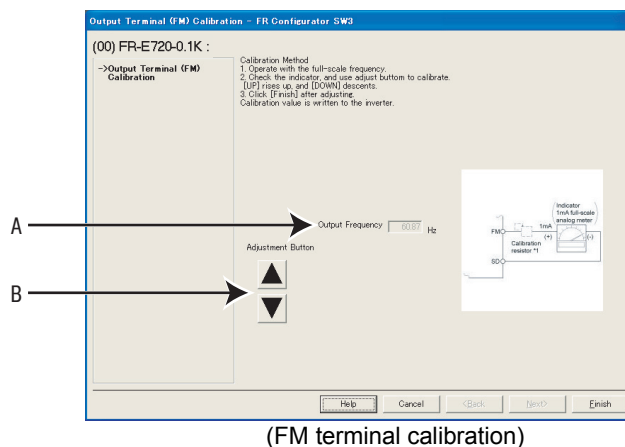 Output Terminal (FM) Calibration - FR Configurator SW3
(00) FR-E720-0.1K :
->Output Terminal (FM)
Calibration
Calibration Method
1. Operate with the full-scale frequency.
2. Check the indicator, and use adjust buttom to calibrate.
[UP] rises up, and [DOWN] descents.
3. Click [Finish] after adjusting.
Calibration value is written to the inverter.
A
Output Frequency 60.87 Hz
Adjustment Button
B
Indicator
1mA full-scale
analog meter
FM
1mA
(+)
(-)
Calibration
resistor *1
SD
Help
Cancel
<Back
Next>
Finish
(FM terminal calibration)